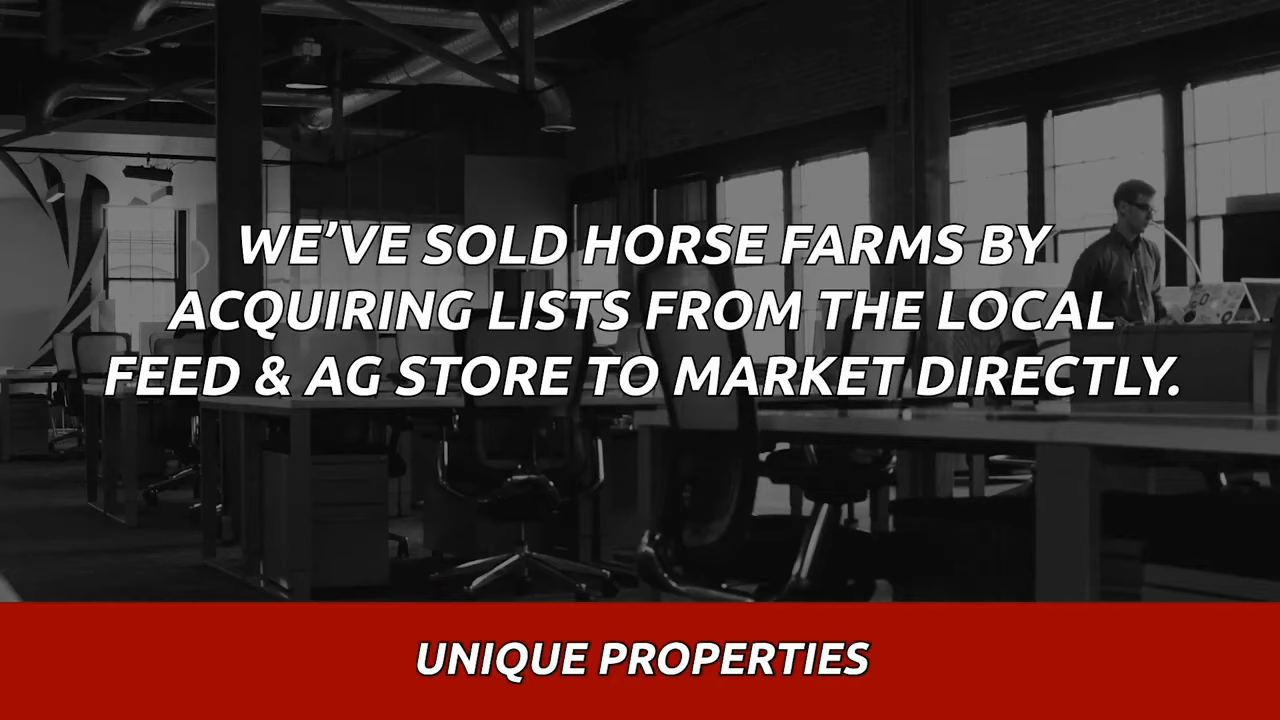 WE’VE SOLD HORSE FARMS BY
ACQUIRING LISTS FROM THE LOCAL
FEED & AG STORE TO MARKET DIRECTLY.
UNIQUE PROPERTIES